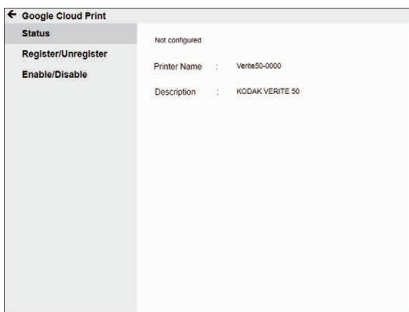 Google Cloud Print
Status
Register/Unregister
Enable/Disable
Not configured
Printer Name : Verite50-0000
Description : KODAK VERITE 50